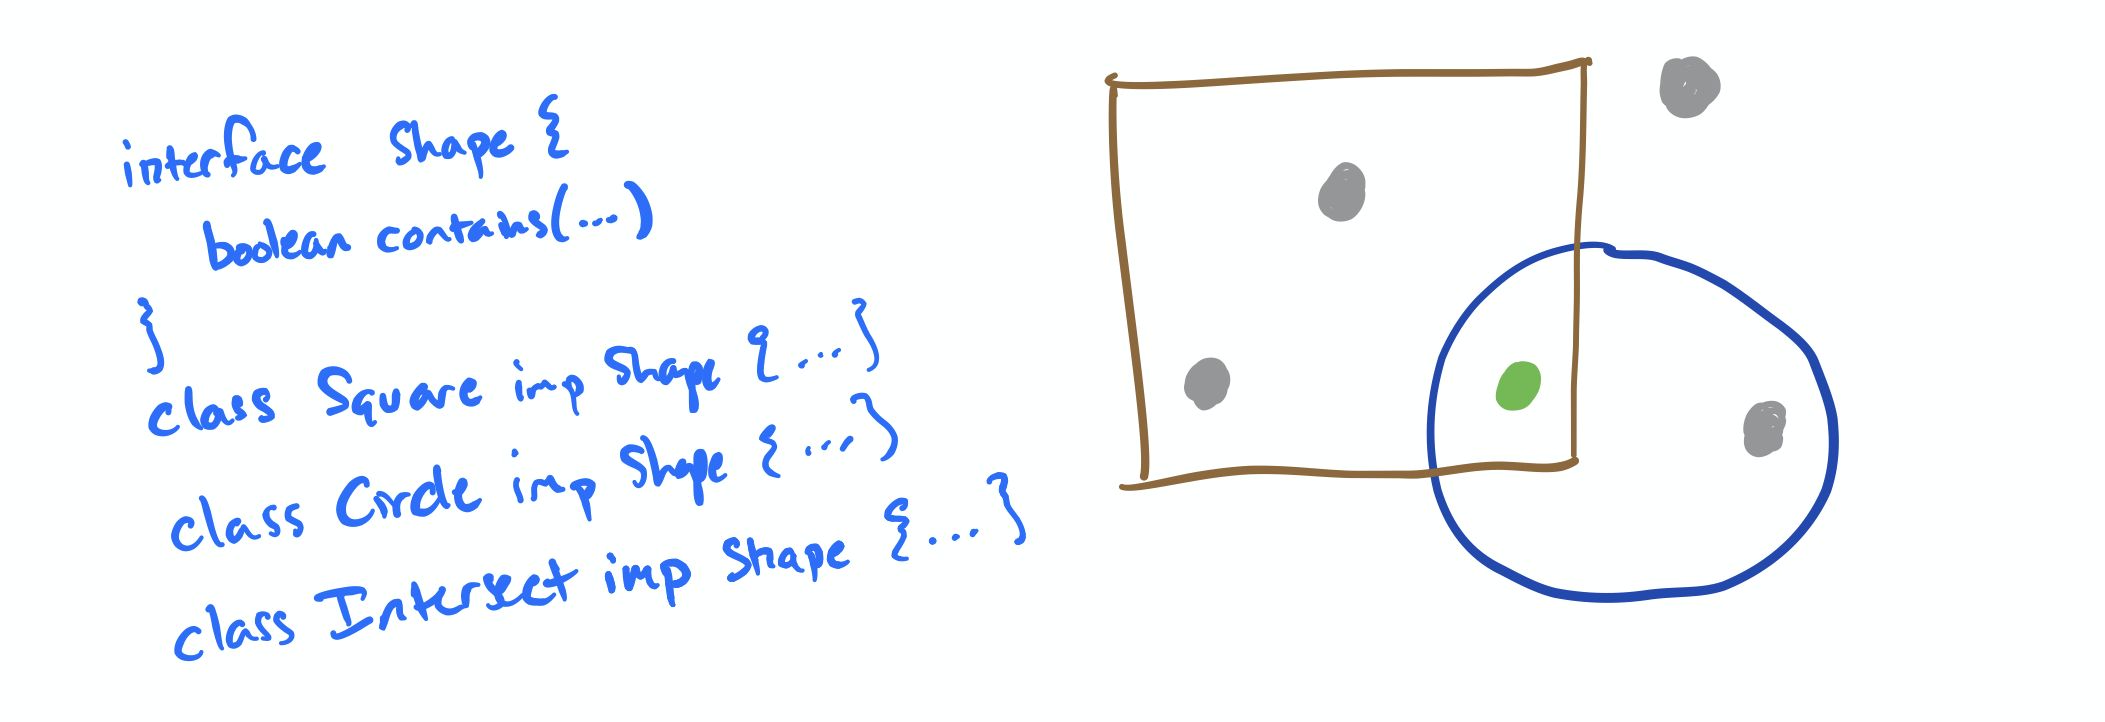 interface Shape {
boolean contains(...)
}
class Square imp Shape {...}
class Circle imp Shape {...}
class Intersect imp Shape {...}